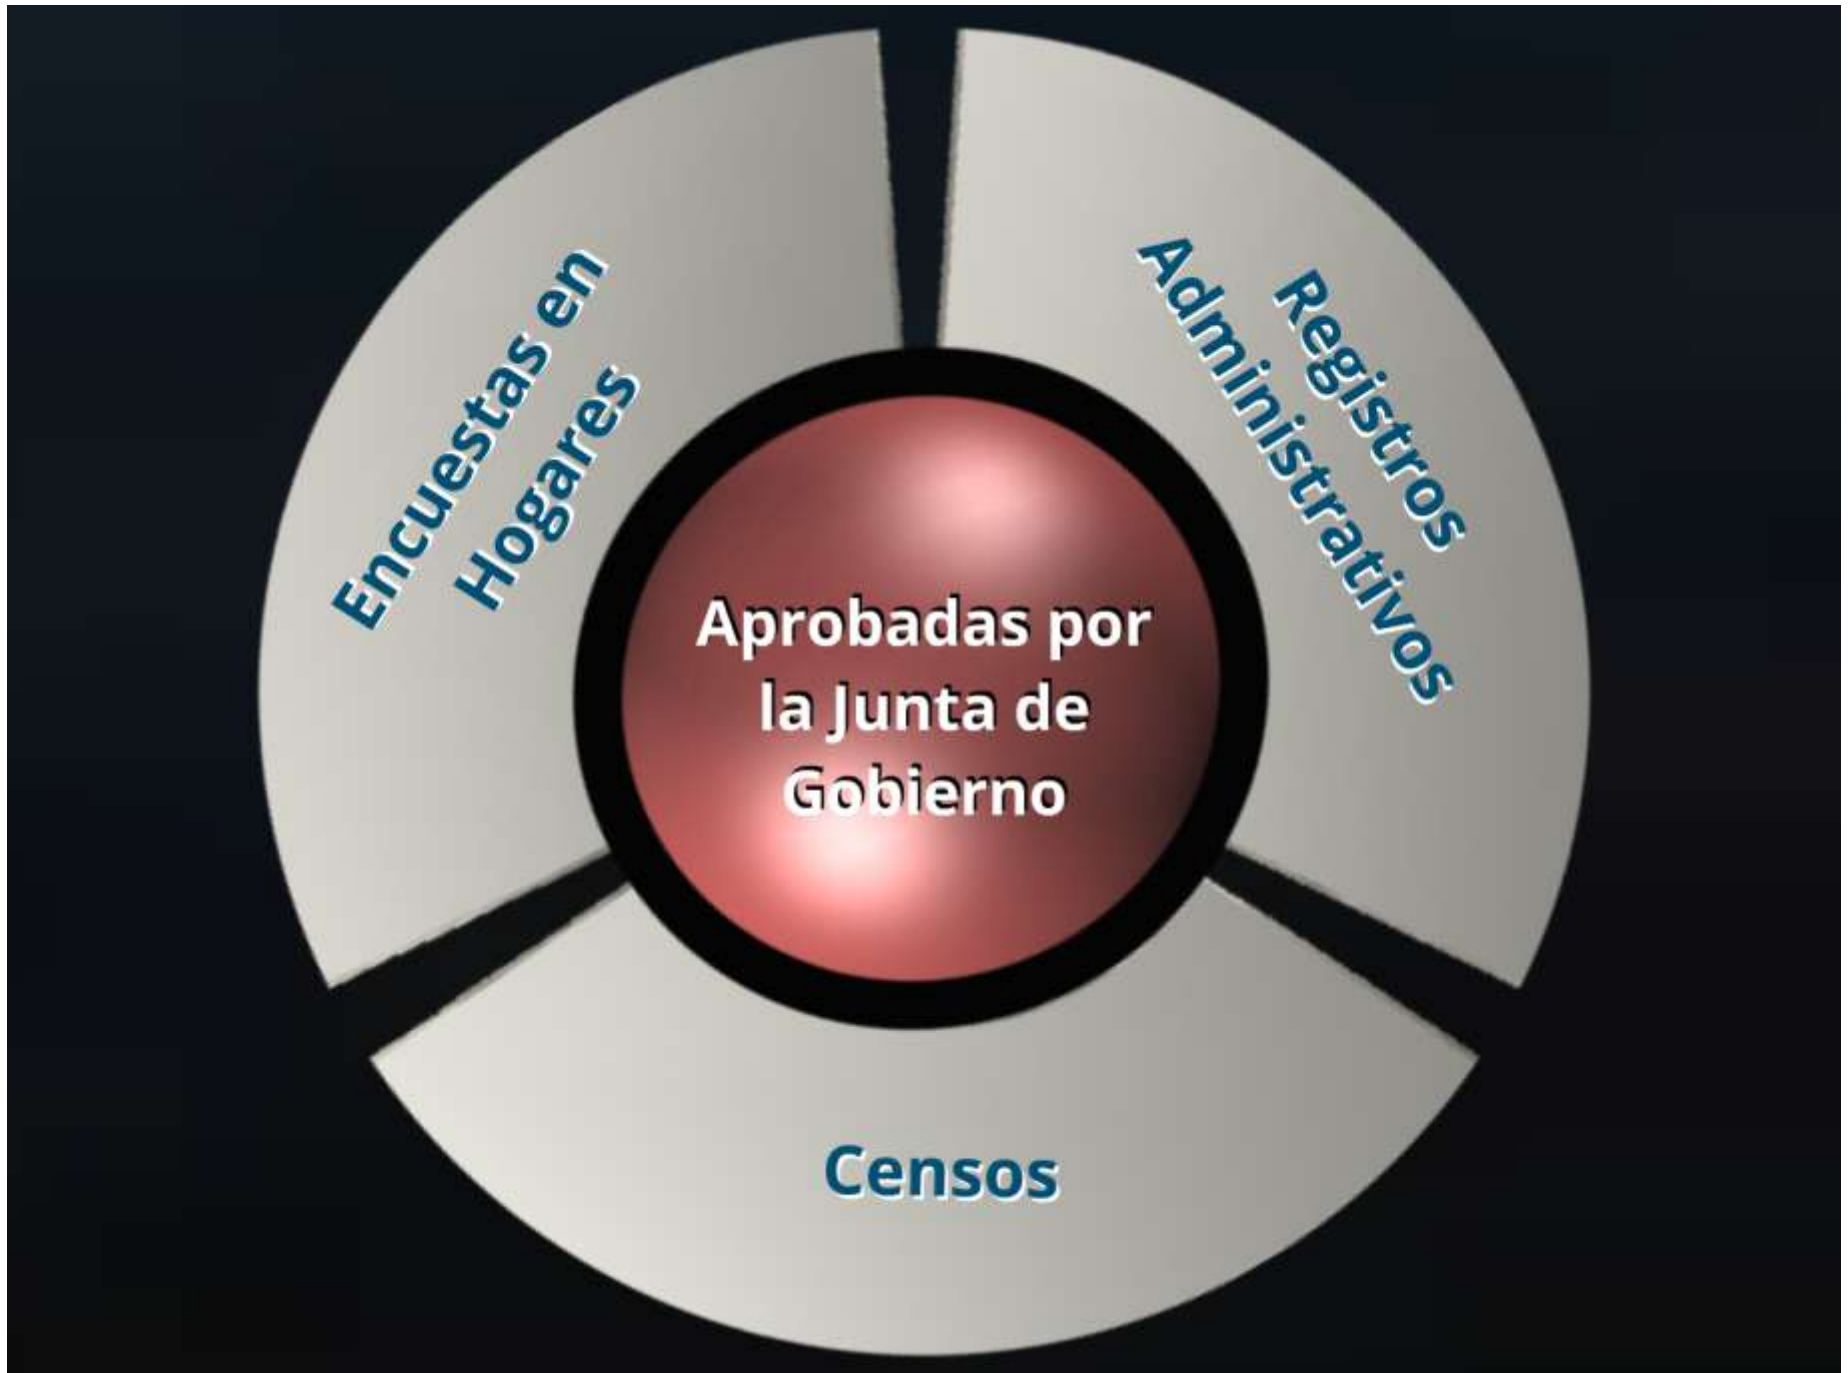 Encuestas en
Hogares
Registros
Administrativos
Aprobadas por
la Junta de
Gobierno
Censos